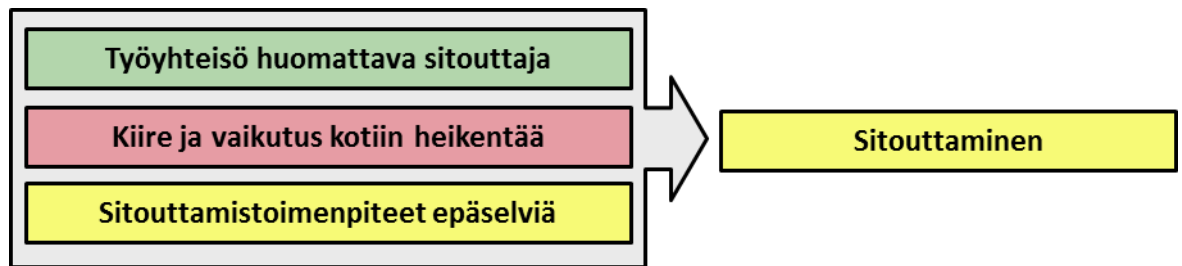 Työyhteisö huomattava sitouttaja
Kiire ja vaikutus kotiin heikentää
Sitouttamistoimenpiteet epäselviä
Sitouttaminen